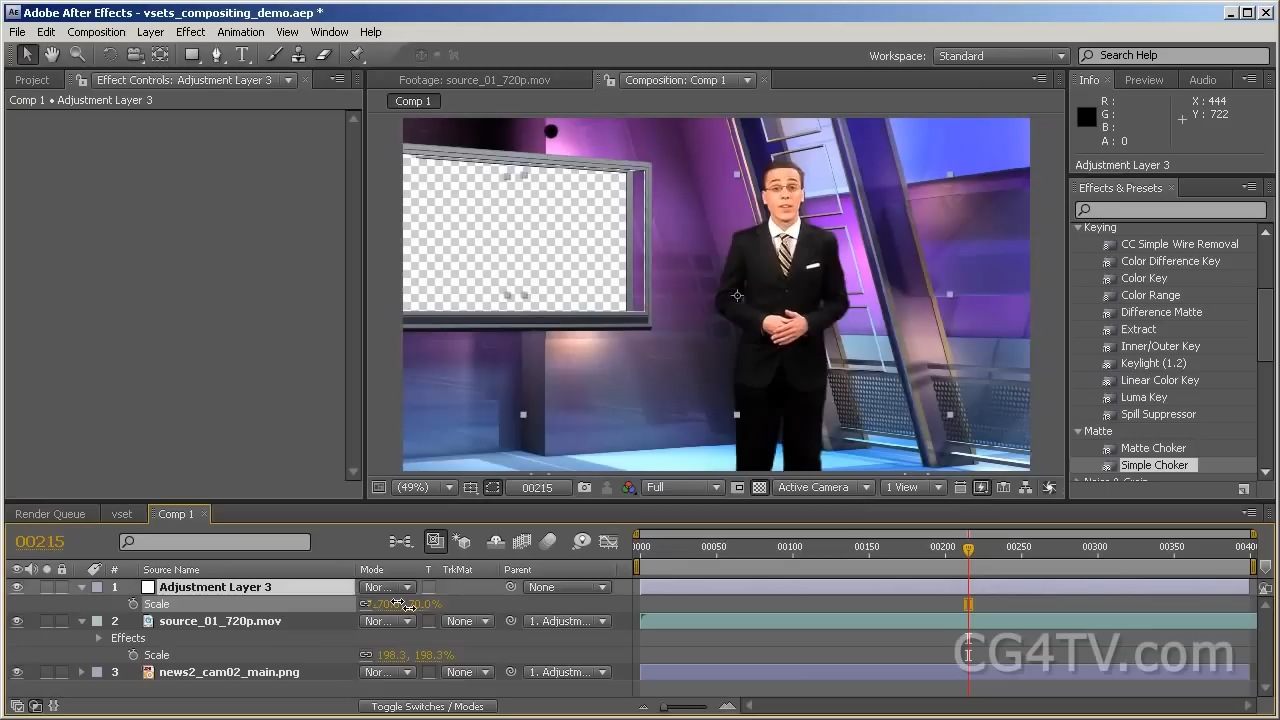 Adobe After Effects - vsets_compositing_demo.aep *
File Edit Composition Layer Effect Animation View Window Help
Workspace: Standard Search Help
Project Effect Controls: Adjustment Layer 3 Footage: source_01_720p.mov Composition: Comp 1 Info Preview Audio
Comp 1 • Adjustment Layer 3 Comp 1
R : X : 444
G : Y : 722
B :
A : 0
Adjustment Layer 3
Effects & Presets
Keying
CC Simple Wire Removal
Color Difference Key
Color Key
Color Range
Difference Matte
Extract
Inner/Outer Key
Keylight (1.2)
Linear Color Key
Luma Key
Spill Suppressor
Matte
Matte Choker
Simple Choker
(49%) 00215 Full Active Camera 1 View
Render Queue vset Comp 1
00215 0000 00050 00100 00150 00200 00250 00300 00350 0040
# Source Name Mode T TrkMat Parent
1 Adjustment Layer 3 Nor... None
Scale
2 source_01_720p.mov Nor... None 1. Adjustm...
Effects
Scale 198.3, 198.3%
3 news2_cam02_main.png Nor... None 1. Adjustm...
CG4TV.com
Toggle Switches / Modes